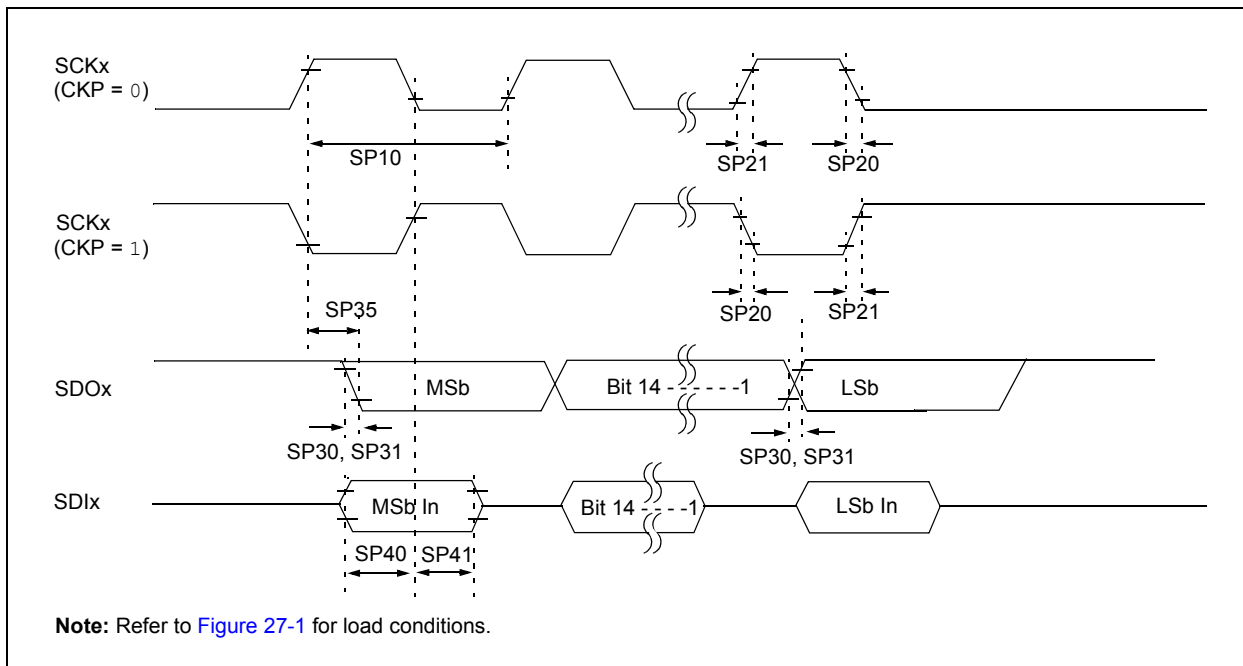 SCKx
(CKP = 0)
SP10
SP21
SP20
SCKx
(CKP = 1)
SP35
SP20
SP21
SDOx
MSb
Bit 14 - - - - - -1
LSb
SP30, SP31
SP30, SP31
SDIx
MSb In
Bit 14 - - - - -1
LSb In
SP40
SP41
Note: Refer to Figure 27-1 for load conditions.